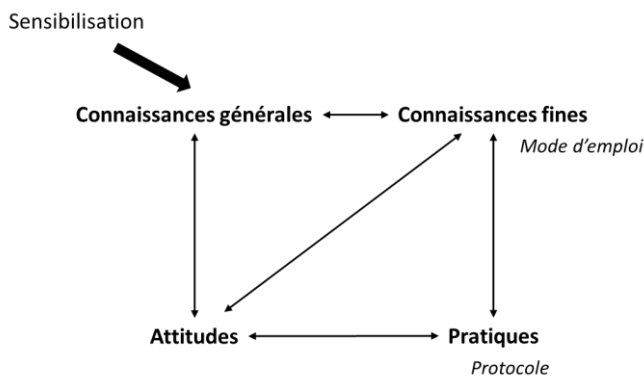 Sensibilisation
Connaissances générales
Connaissances fines
Mode d’emploi
Attitudes
Pratiques
Protocole